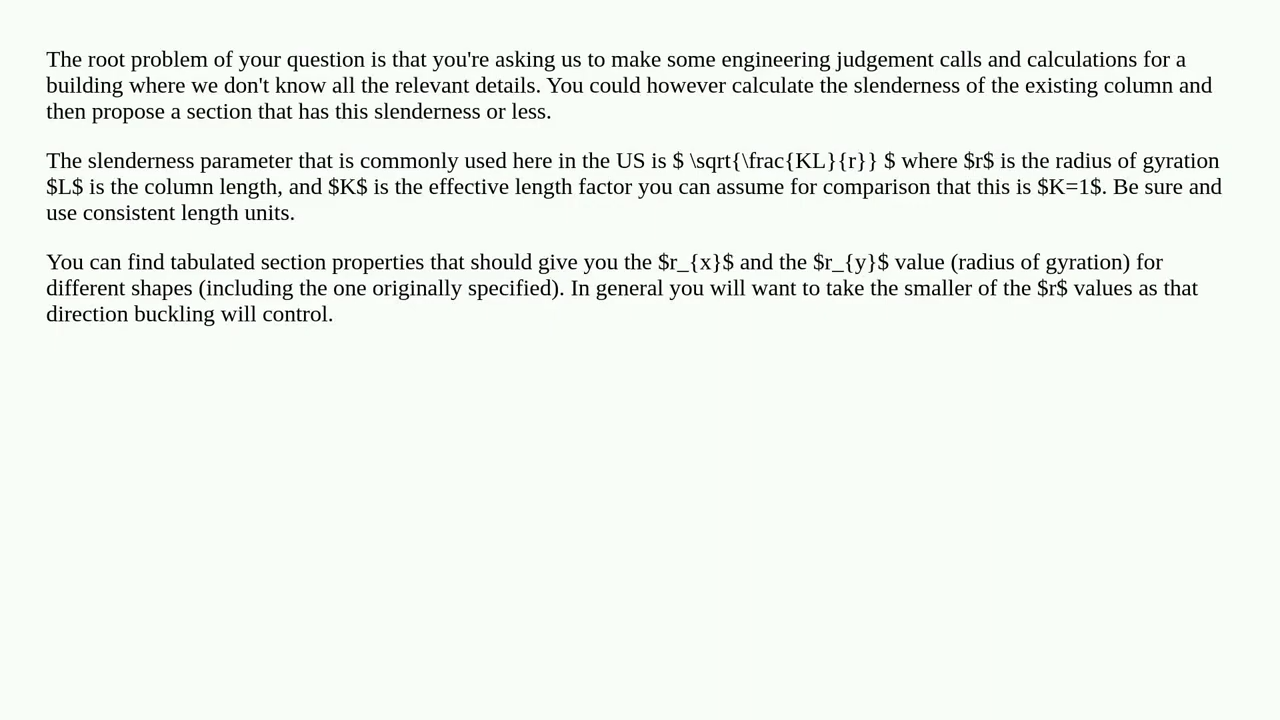 The root problem of your question is that you're asking us to make some engineering judgement calls and calculations for a
building where we don't know all the relevant details. You could however calculate the slenderness of the existing column and
then propose a section that has this slenderness or less.
The slenderness parameter that is commonly used here in the US is $ \sqrt{\frac{KL}{r}} $ where $r$ is the radius of gyration
$L$ is the column length, and $K$ is the effective length factor you can assume for comparison that this is $K=1$. Be sure and
use consistent length units.
You can find tabulated section properties that should give you the $r_{x}$ and the $r_{y}$ value (radius of gyration) for
different shapes (including the one originally specified). In general you will want to take the smaller of the $r$ values as that
direction buckling will control.